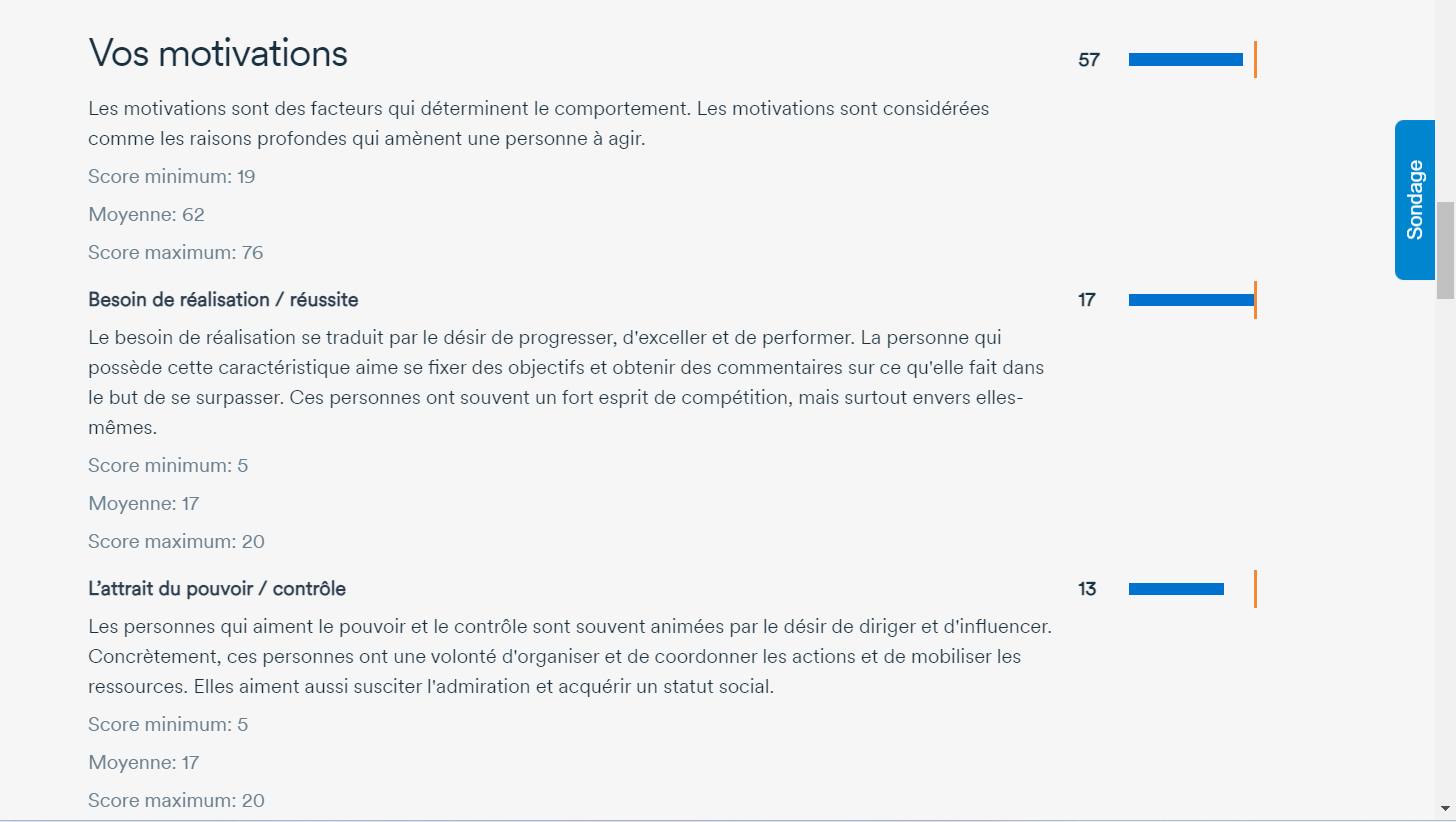 Vos motivations
57
Les motivations sont des facteurs qui déterminent le comportement. Les motivations sont considérées
comme les raisons profondes qui amènent une personne à agir.
Score minimum: 19
Moyenne: 62
Score maximum: 76
Besoin de réalisation / réussite
17
Le besoin de réalisation se traduit par le désir de progresser, d'exceller et de performer. La personne qui
possède cette caractéristique aime se fixer des objectifs et obtenir des commentaires sur ce qu'elle fait dans
le but de se surpasser. Ces personnes ont souvent un fort esprit de compétition, mais surtout envers elles-
mêmes.
Score minimum: 5
Moyenne: 17
Score maximum: 20
L’attrait du pouvoir / contrôle
13
Les personnes qui aiment le pouvoir et le contrôle sont souvent animées par le désir de diriger et d'influencer.
Concrètement, ces personnes ont une volonté d'organiser et de coordonner les actions et de mobiliser les
ressources. Elles aiment aussi susciter l'admiration et acquérir un statut social.
Score minimum: 5
Moyenne: 17
Score maximum: 20
Sondage